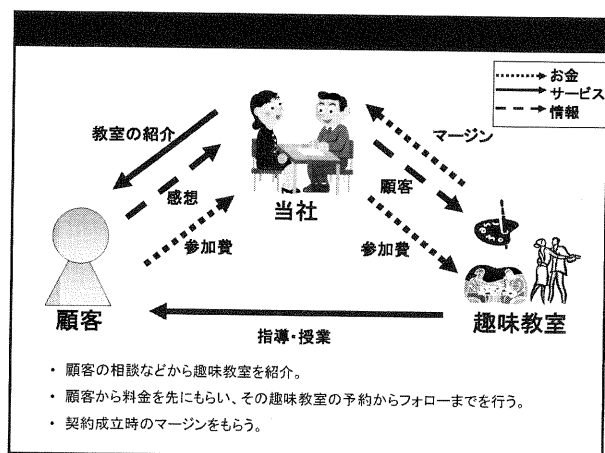 お金
サービス
情報
教室の紹介
マージン
感想
顧客
当社
参加費
参加費
顧客
趣味教室
指導・授業
・ 顧客の相談などから趣味教室を紹介。
・ 顧客から料金を先にもらい、その趣味教室の予約からフォローまでを行う。
・ 契約成立時のマージンをもらう。